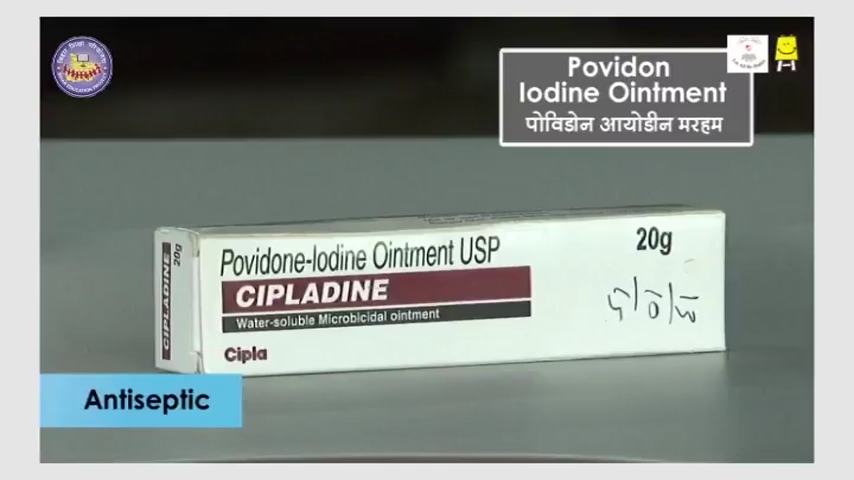 Povidon
Iodine Ointment
पोविडोन आयोडीन मरहम
20g
CIPLADINE
Povidone-Iodine Ointment USP
20g
CIPLADINE
Water-soluble Microbicidal ointment
Cipla
Antiseptic